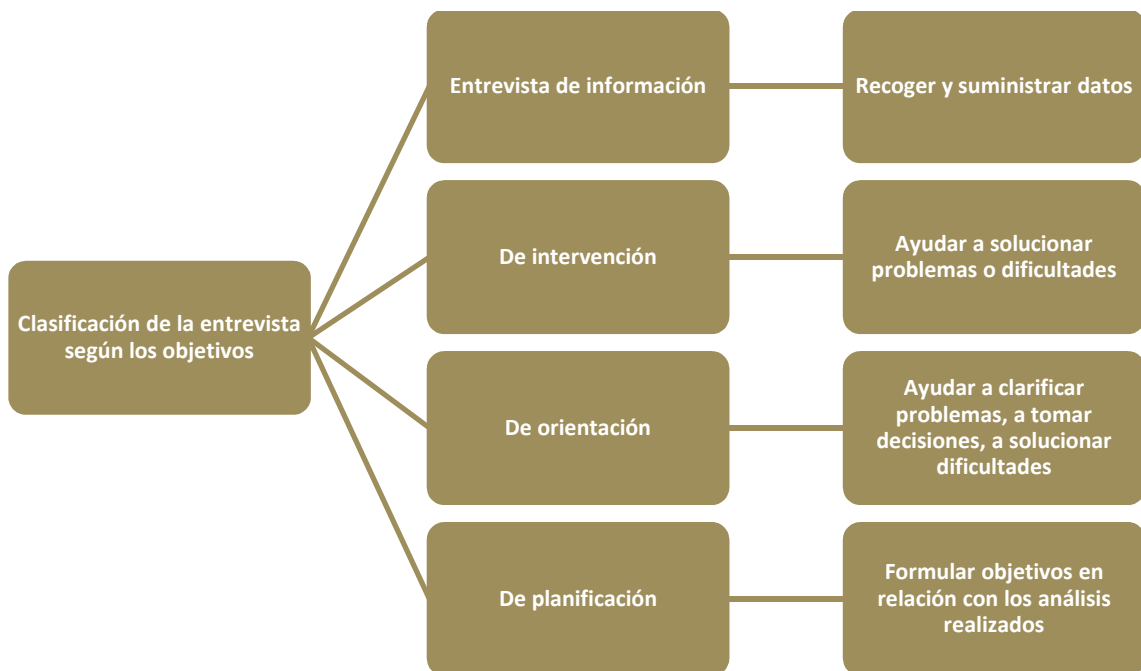 Entrevista de información
Recoger y suministrar datos
De intervención
Ayudar a solucionar
problemas o dificultades
Clasificación de la entrevista
según los objetivos
De orientación
Ayudar a clarificar
problemas, a tomar
decisiones, a solucionar
dificultades
De planificación
Formular objetivos en
relación con los análisis
realizados